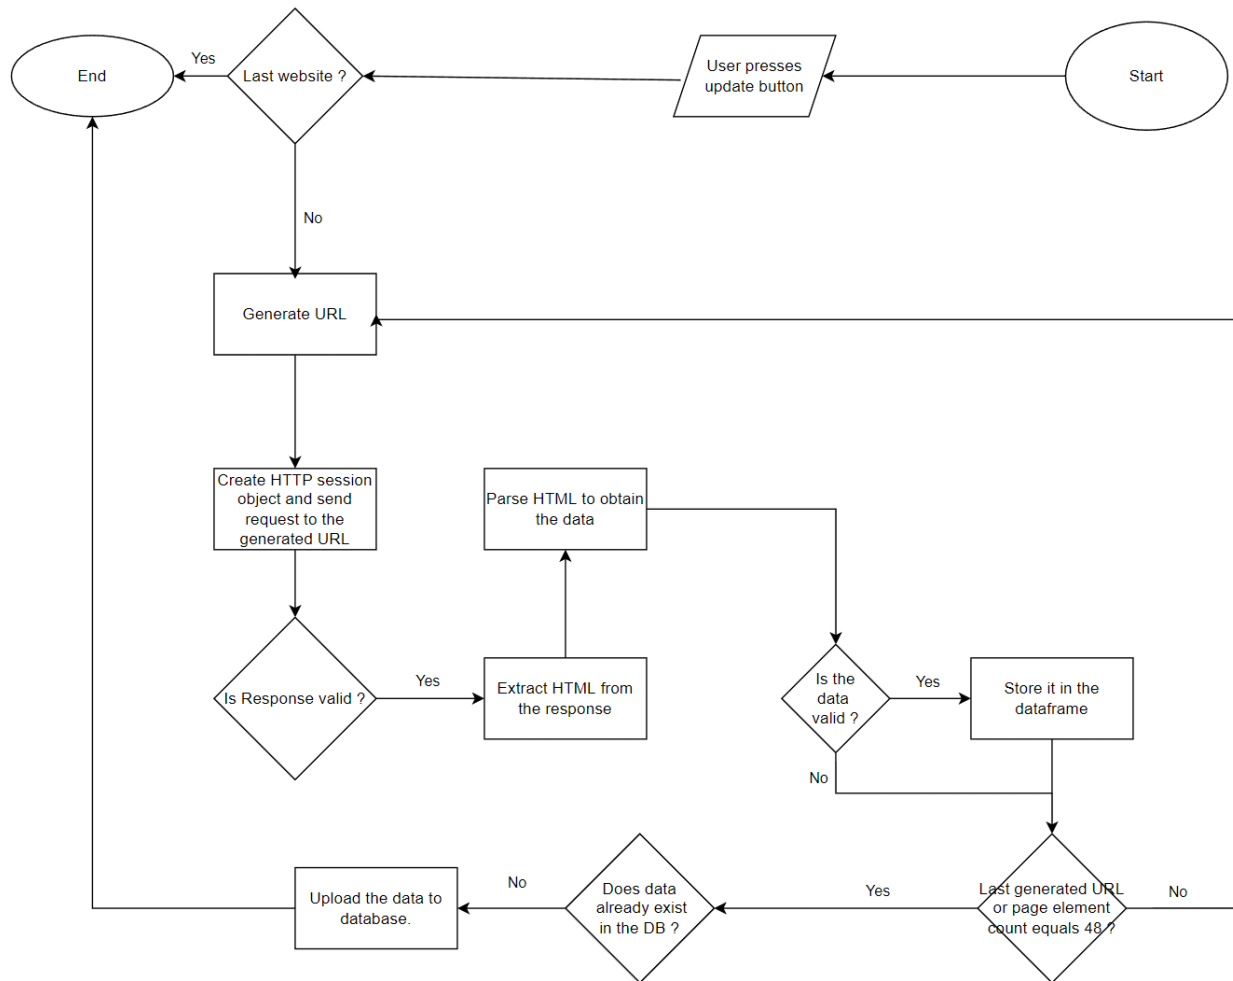 End
Yes
Last website ?
User presses
update button
Start
No
Generate URL
Create HTTP session
object and send
request to the
generated URL
Parse HTML to obtain
the data
Is Response valid ?
Yes
Extract HTML from
the response
Is the
data
valid ?
Yes
Store it in the
dataframe
No
Upload the data to
database.
No
Does data
already exist
in the DB ?
Yes
Last generated URL
or page element
count equals 48 ?
No